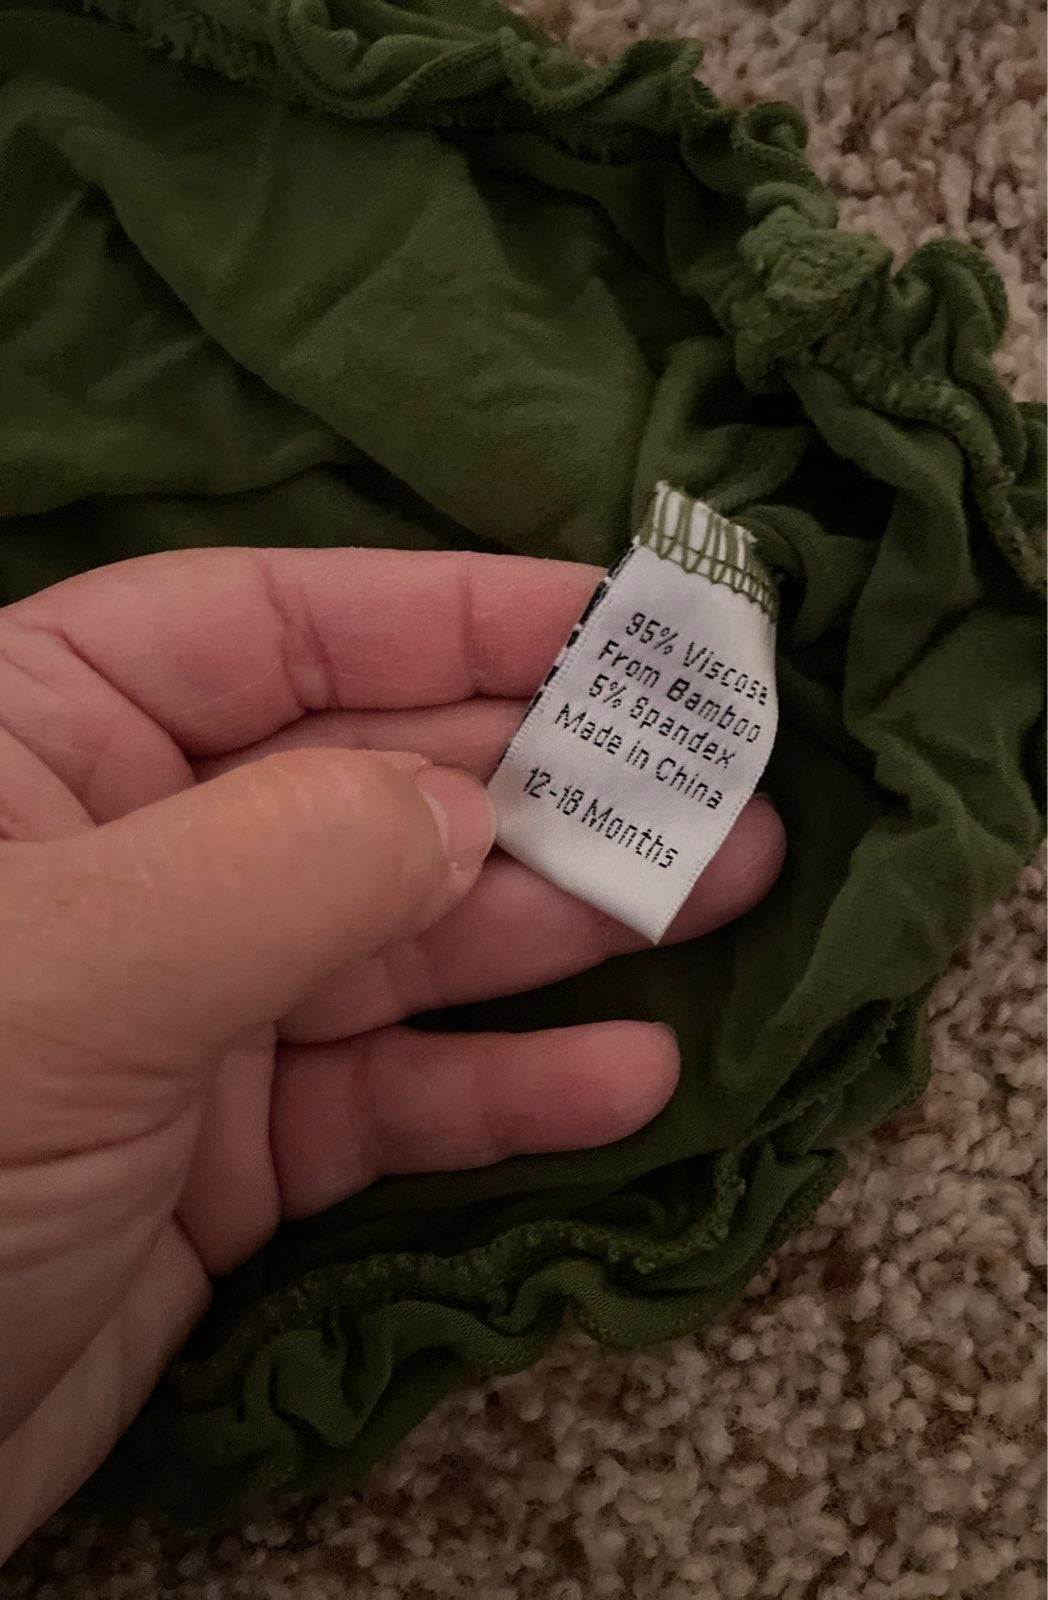 95% Viscose
From Bamboo
5% Spandex
Made in China
12-18 Months